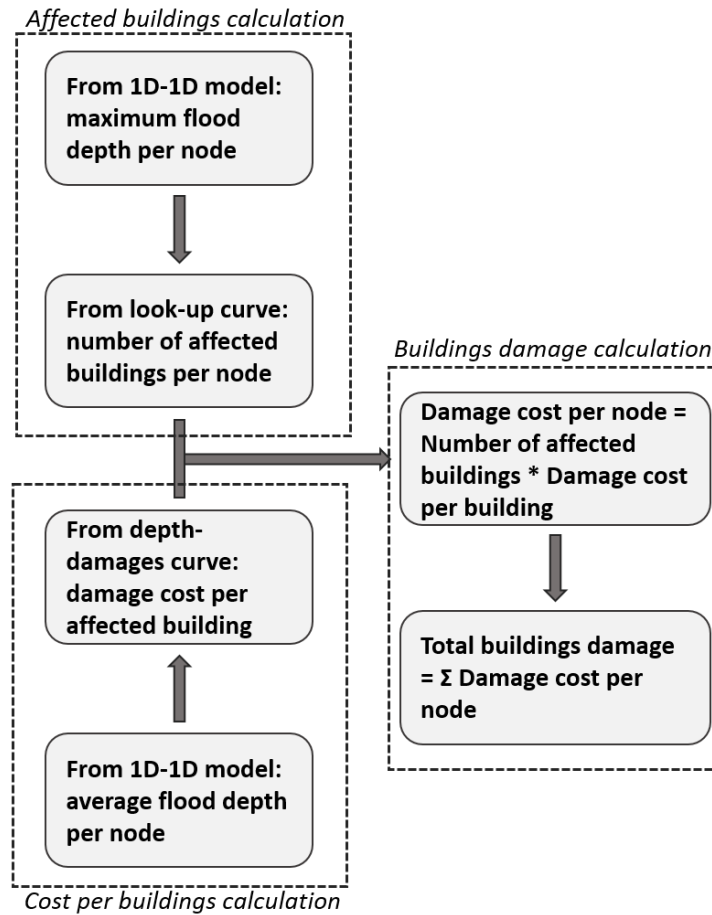 Affected buildings calculation
From 1D-1D model:
maximum flood
depth per node
From look-up curve:
number of affected
buildings per node
From depth-
damages curve:
damage cost per
affected building
From 1D-1D model:
average flood depth
per node
Cost per buildings calculation
Buildings damage calculation
Damage cost per node =
Number of affected
buildings * Damage cost
per building
Total buildings damage
= Σ Damage cost per
node